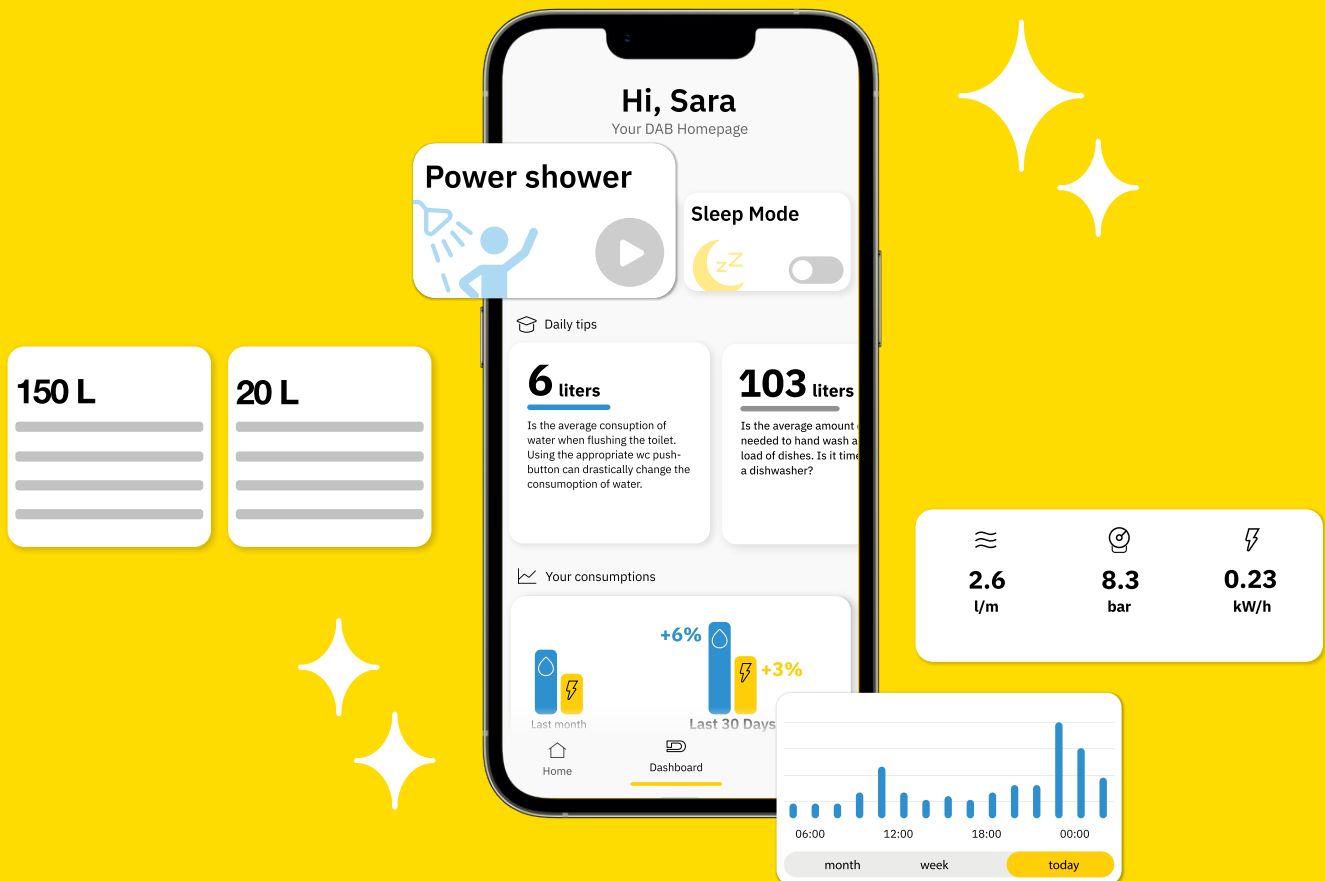 Hi, Sara
Your DAB Homepage
Power shower
Sleep Mode
zZ
Daily tips
150 L
20 L
6 liters
Is the average consuption of
water when flushing the toilet.
Using the appropriate wc push-
button can drastically change the
consumoption of water.
103 liters
Is the average amount
needed to hand wash a
load of dishes. Is it time
a dishwasher?
2.6
l/m
8.3
bar
0.23
kW/h
Your consumptions
+6%
+3%
Last month
Last 30 Days
Home
Dashboard
06:00
12:00
18:00
00:00
month
week
today